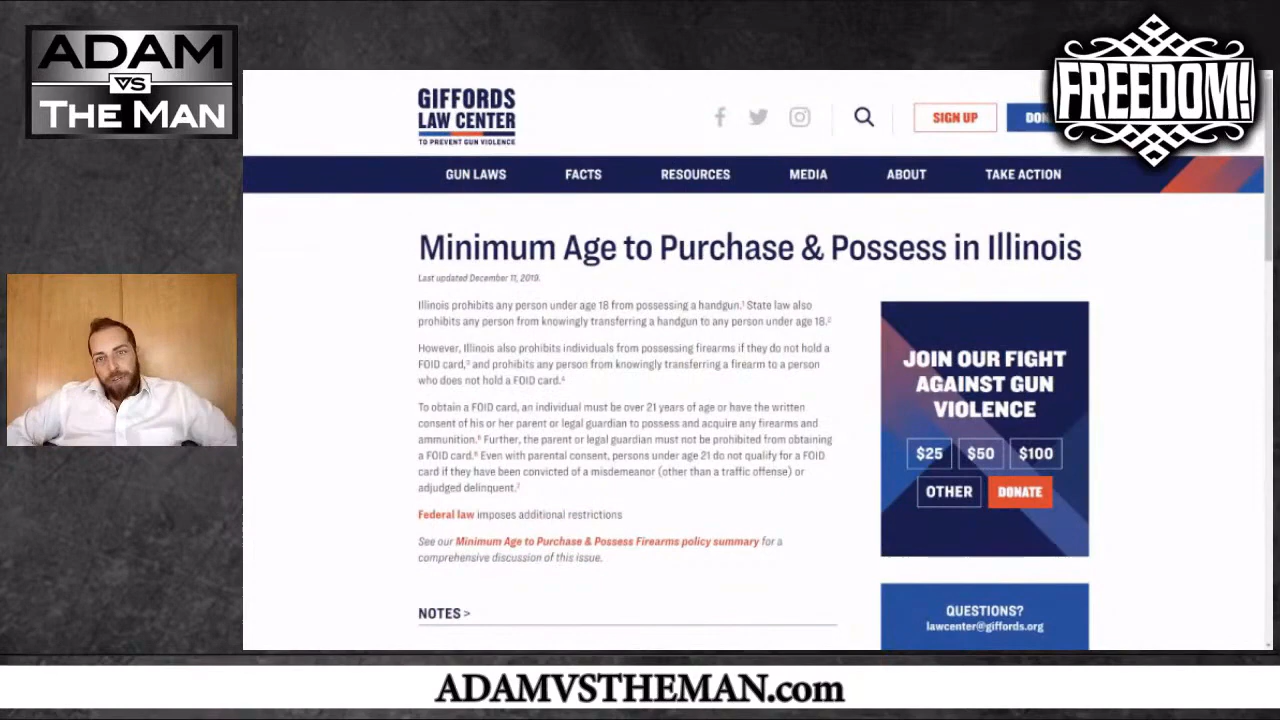 ADAM
VS
THE MAN
FREEDOM!
GIFFORDS
LAW CENTER
TO PREVENT GUN VIOLENCE
SIGN UP
GUN LAWS FACTS RESOURCES MEDIA ABOUT TAKE ACTION
Minimum Age to Purchase & Possess in Illinois
Last updated December 11, 2019.
Illinois prohibits any person under age 18 from possessing a handgun.¹ State law also
prohibits any person from knowingly transferring a handgun to any person under age 18.²
However, Illinois also prohibits individuals from possessing firearms if they do not hold a
FOID card,³ and prohibits any person from knowingly transferring a firearm to a person
who does not hold a FOID card.⁴
To obtain a FOID card, an individual must be over 21 years of age or have the written
consent of his or her parent or legal guardian to possess and acquire any firearms and
ammunition. Further, the parent or legal guardian must not be prohibited from obtaining
a FOID card. Even with parental consent, persons under age 21 do not qualify for a FOID
card if they have been convicted of a misdemeanor (other than a traffic offense) or
adjudged delinquent.⁷
Federal law imposes additional restrictions
See our Minimum Age to Purchase & Possess Firearms policy summary for a
comprehensive discussion of this issue.
NOTES >
JOIN OUR FIGHT
AGAINST GUN
VIOLENCE
$25 $50 $100
OTHER DONATE
QUESTIONS?
lawcenter@giffords.org
ADAMVSTHEMAN.com